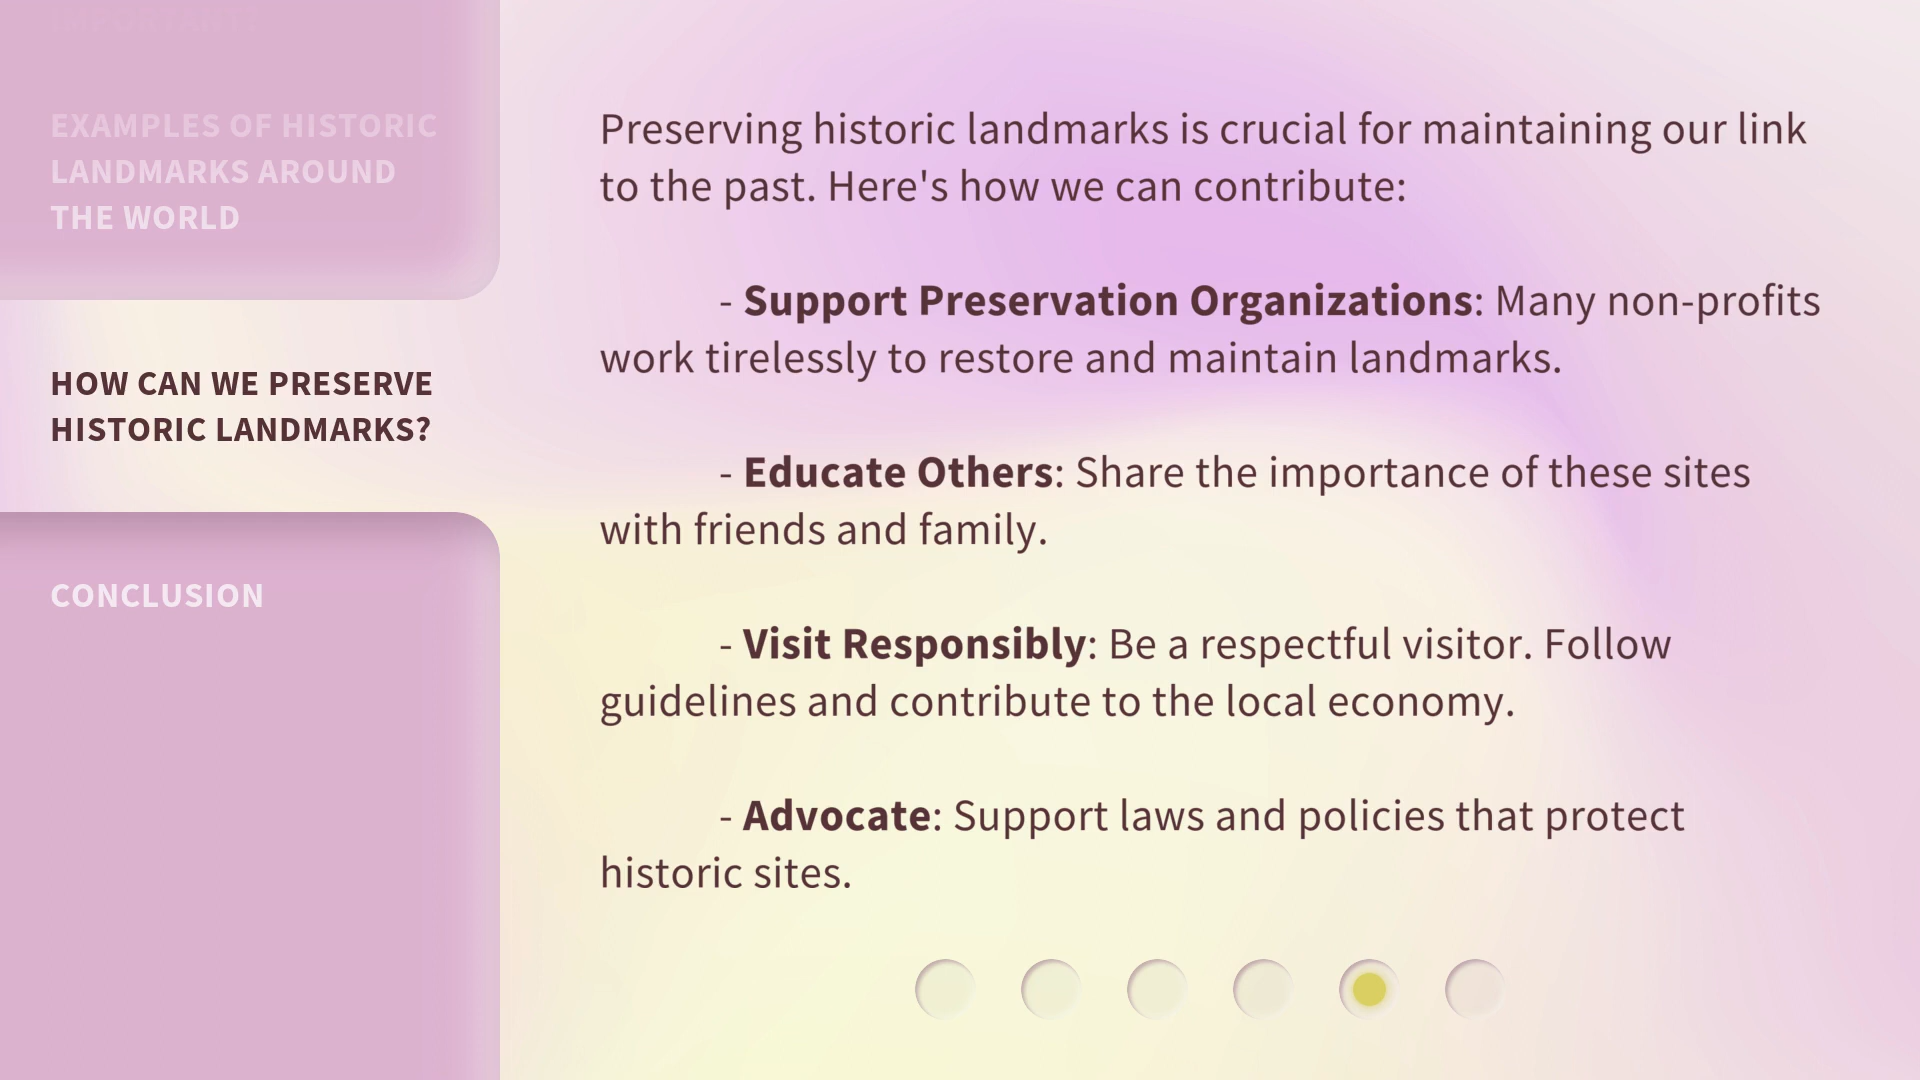 IMPORTANT?
EXAMPLES OF HISTORIC
LANDMARKS AROUND
THE WORLD
HOW CAN WE PRESERVE
HISTORIC LANDMARKS?
CONCLUSION
Preserving historic landmarks is crucial for maintaining our link
to the past. Here's how we can contribute:
- Support Preservation Organizations: Many non-profits
work tirelessly to restore and maintain landmarks.
- Educate Others: Share the importance of these sites
with friends and family.
- Visit Responsibly: Be a respectful visitor. Follow
guidelines and contribute to the local economy.
- Advocate: Support laws and policies that protect
historic sites.